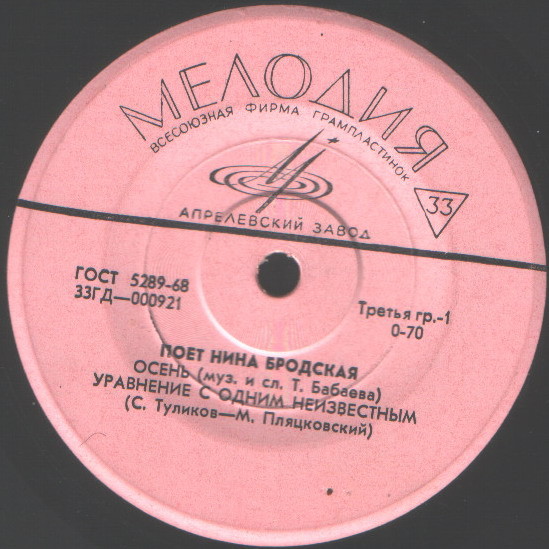 МЕЛОДИЯ
ВСЕСОЮЗНАЯ ФИРМА ГРАМПЛАСТИНОК
33
АПРЕЛЕВСКИЙ ЗАВОД
ГОСТ 5289-68
33ГД—000921
Третья гр.-1
0-70
ПОЕТ НИНА БРОДСКАЯ
ОСЕНЬ (муз. и сл. Т. Бабаева)
УРАВНЕНИЕ С ОДНИМ НЕИЗВЕСТНЫМ
(С. Туликов—М. Пляцковский)